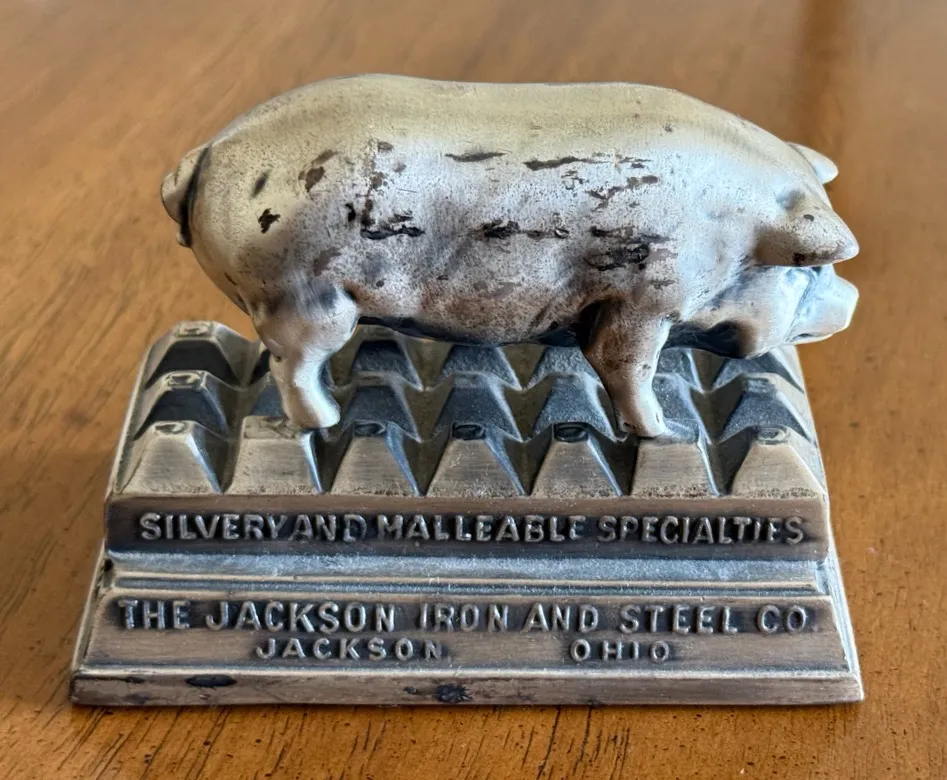 SILVERY AND MALLEABLE SPECIALTIES
THE JACKSON IRON AND STEEL CO.
JACKSON OHIO